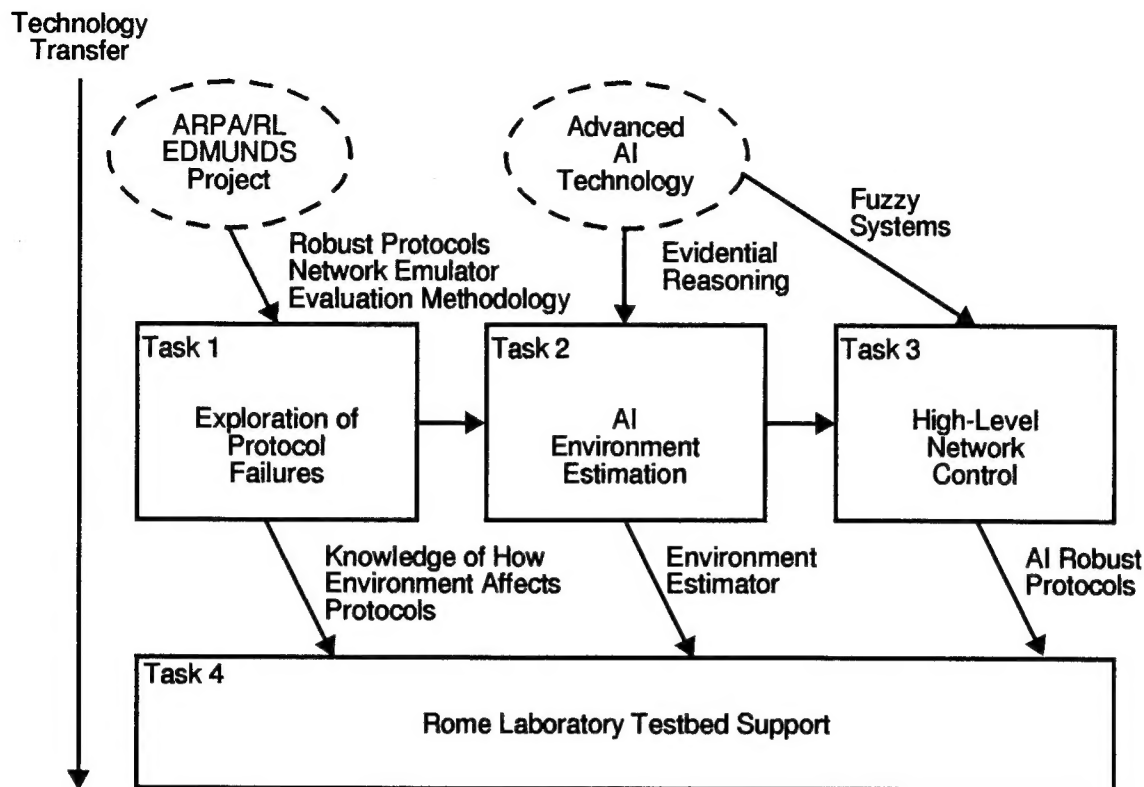 Technology
Transfer
ARPA/RL
EDMUNDS
Project
Advanced
AI
Technology
Fuzzy
Systems
Robust Protocols
Network Emulator
Evaluation Methodology
Evidential
Reasoning
Task 1
Exploration of
Protocol
Failures
Task 2
AI
Environment
Estimation
Task 3
High-Level
Network
Control
Knowledge of How
Environment Affects
Protocols
Environment
Estimator
AI Robust
Protocols
Task 4
Rome Laboratory Testbed Support